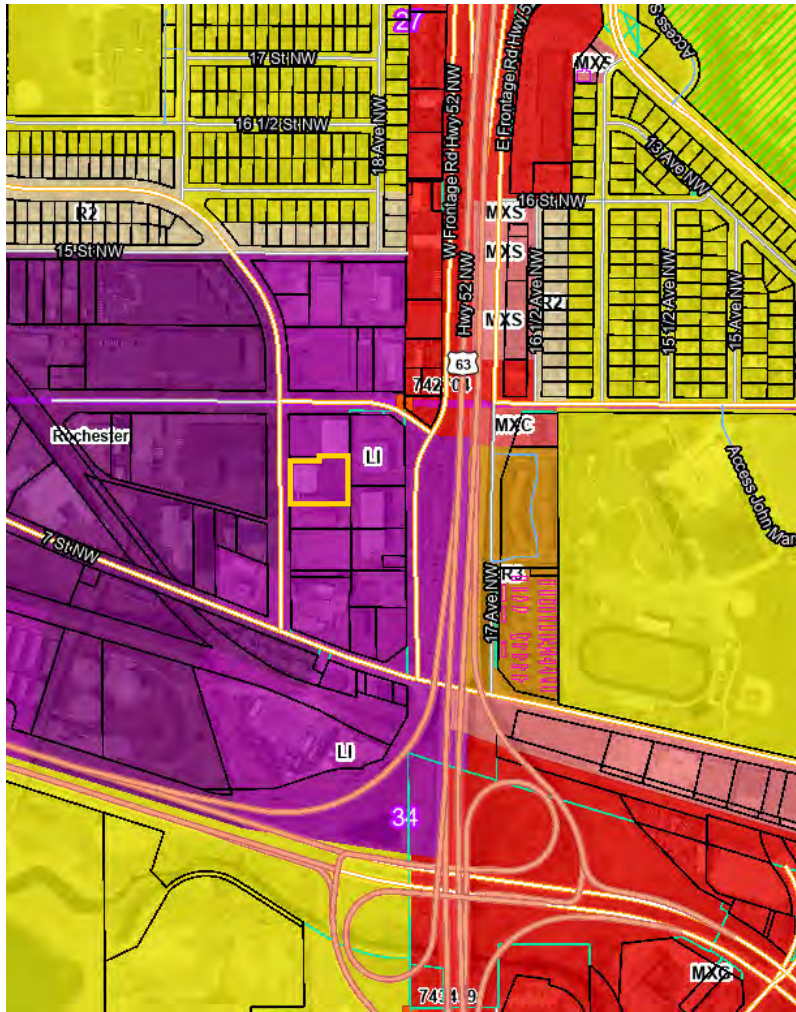 27
17 St NW
16 1/2 St NW
18 Ave NW
W Frontage Rd Hwy 52 NW
E Frontage Rd Hwy 5
MXS
Access S
13 Ave NW
R2
15 St NW
MXS
16 St NW
MXS
Hwy 52 NW
16 1/2 Ave NW
R2
15 1/2 Ave NW
15 Ave NW
MXS
63
Rochester
LI
MXC
Access John Mar
7 St NW
R3
17 Ave NW
LI
34
MXG